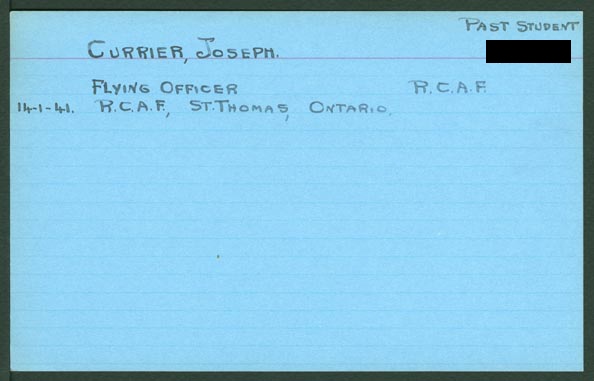 PAST STUDENT
CURRIER, JOSEPH.
FLYING OFFICER R.C.A.F.
14-1-41. R.C.A.F., ST. THOMAS, ONTARIO.